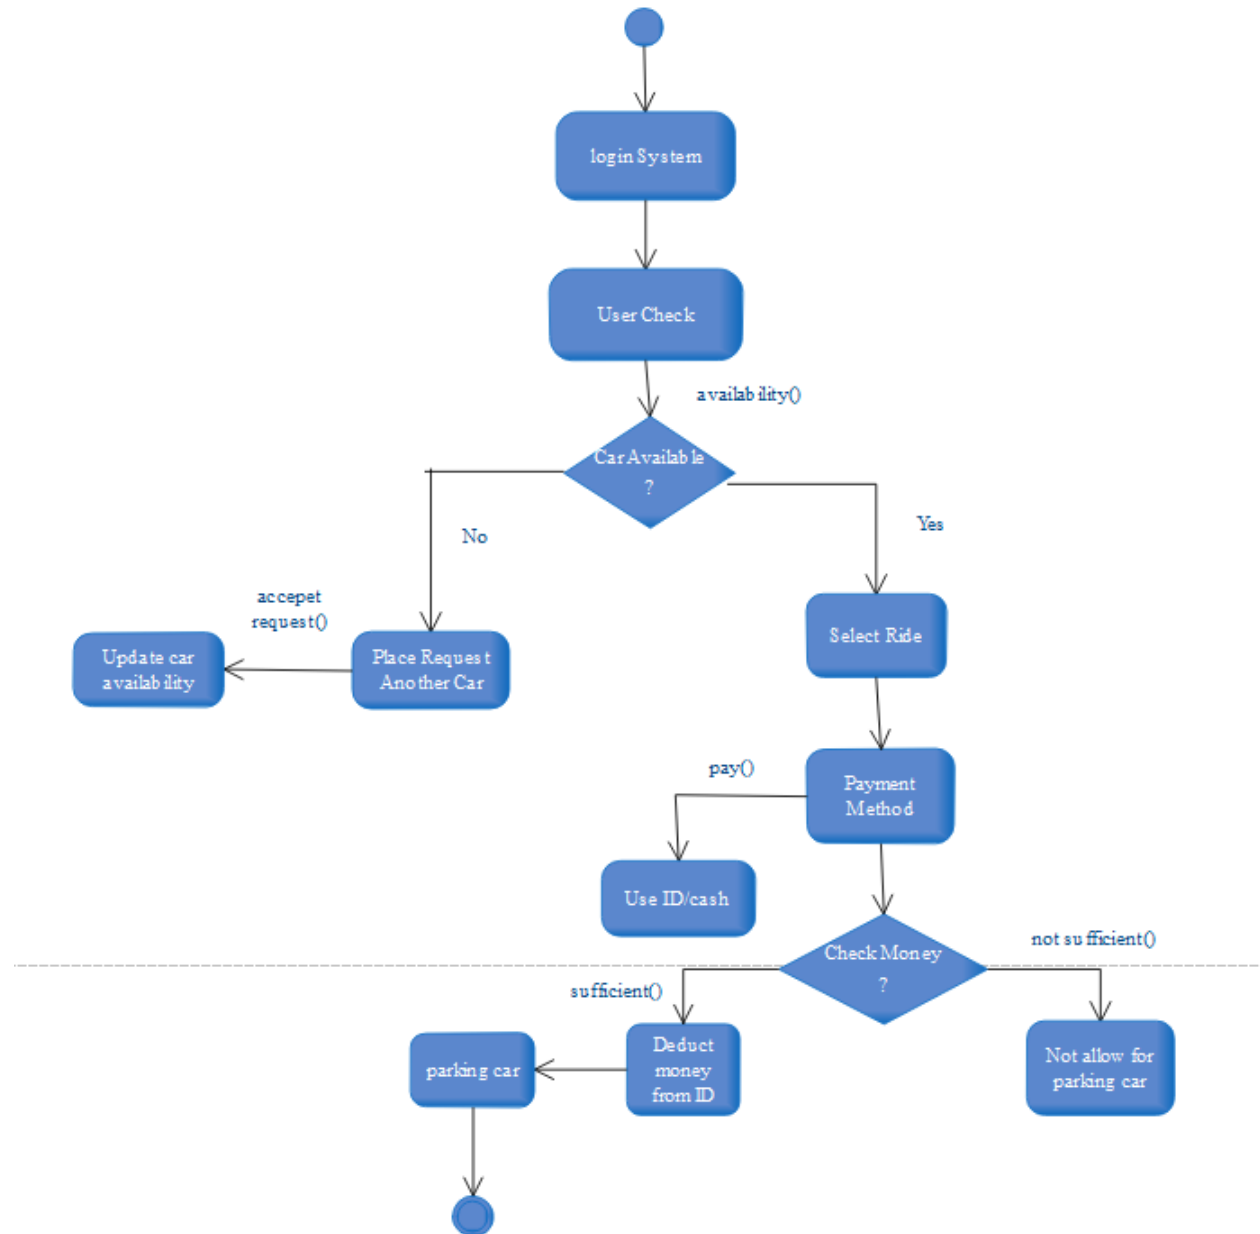 login System
User Check
availability()
Car Available
?
No
Yes
accepet
request()
Update car
availability
Place Request
Another Car
Select Ride
pay()
Payment
Method
Use ID/cash
Check Money
?
not sufficient()
sufficient()
parking car
Deduct
money
from ID
Not allow for
parking car